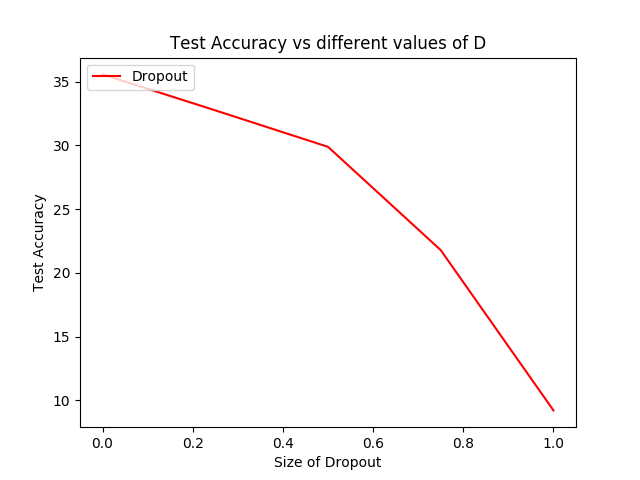 Test Accuracy vs different values of D
Dropout
Test Accuracy
35
30
25
20
15
10
0.0 0.2 0.4 0.6 0.8 1.0
Size of Dropout